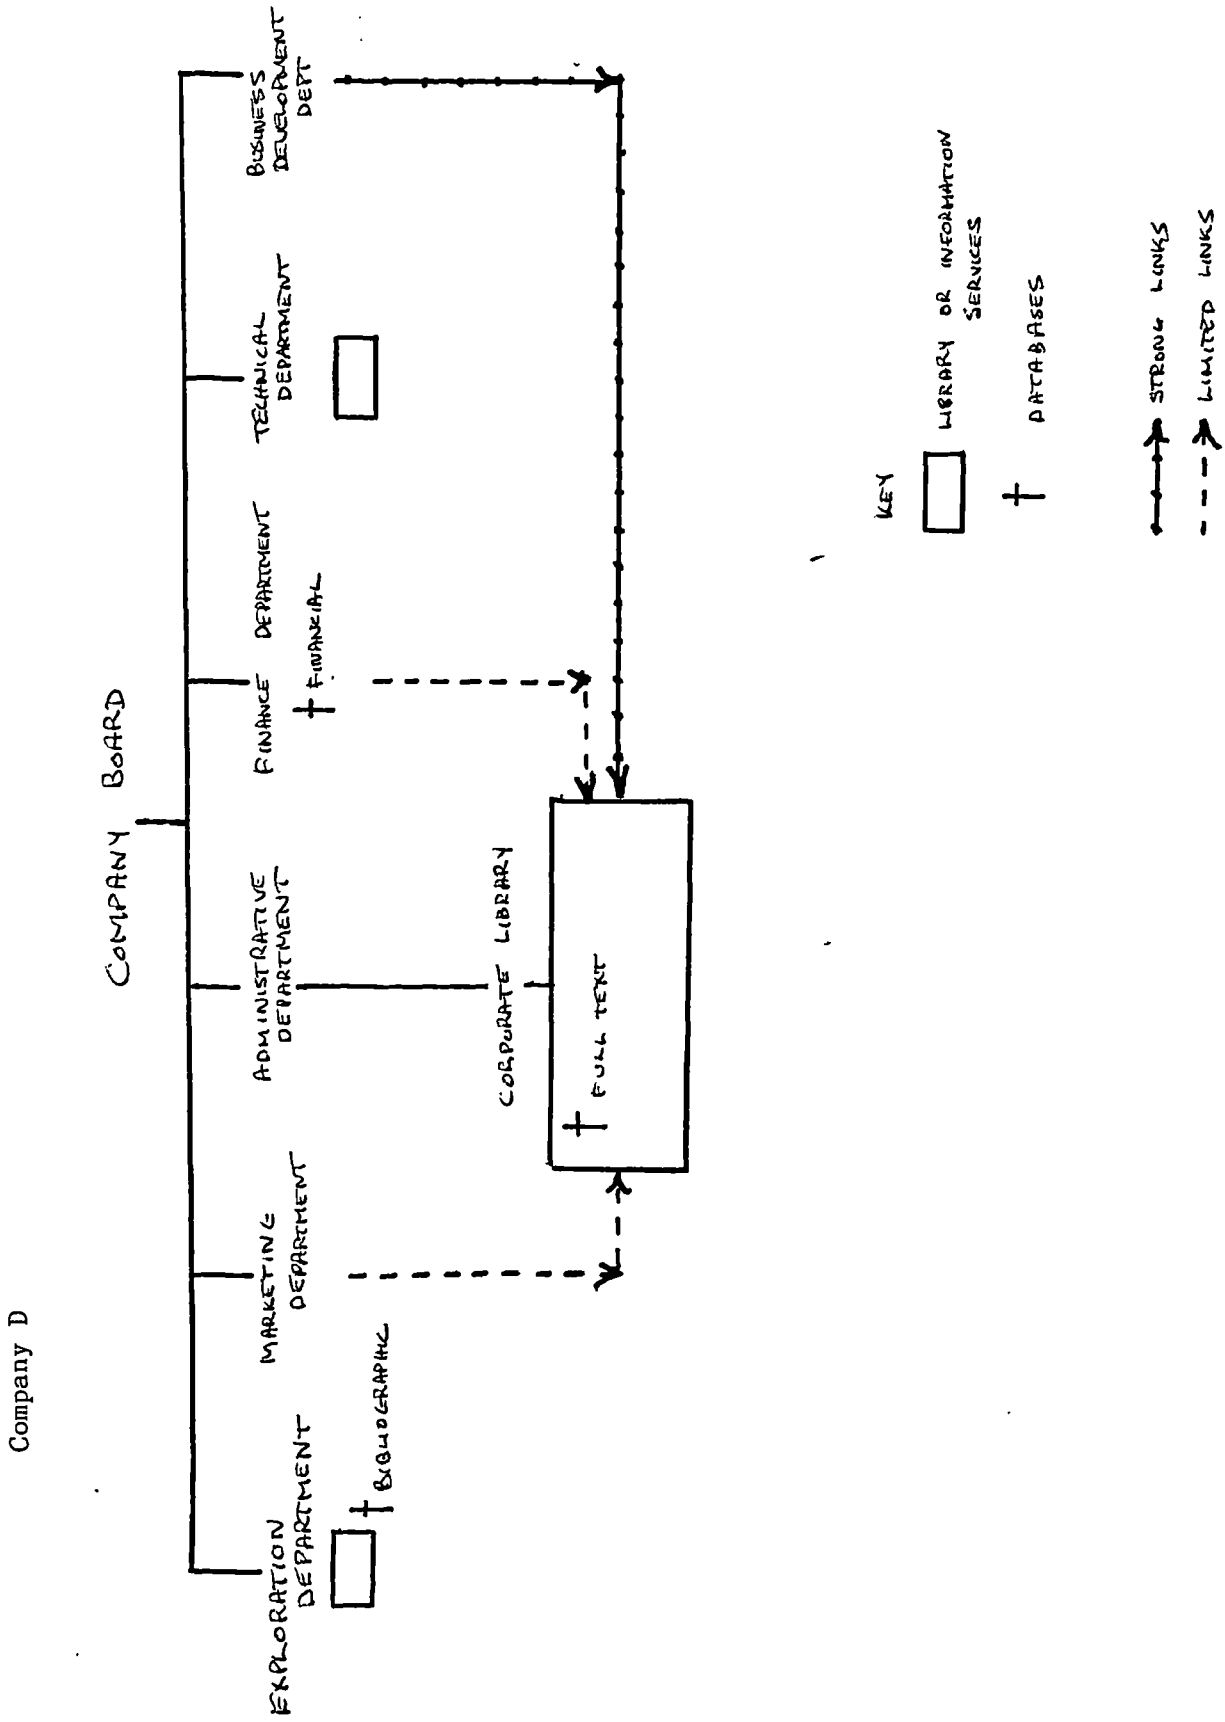 Company D
COMPANY BOARD
EXPLORATION
DEPARTMENT
† BIBLIOGRAPHIC
MARKETING
DEPARTMENT
ADMINISTRATIVE
DEPARTMENT
FINANCE DEPARTMENT
† FINANCIAL
TECHNICAL
DEPARTMENT
BUSINESS
DEVELOPMENT
DEPT
CORPORATE LIBRARY
† FULL TEXT
KEY
LIBRARY OR INFORMATION
SERVICES
† DATABASES
STRONG LINKS
LIMITED LINKS